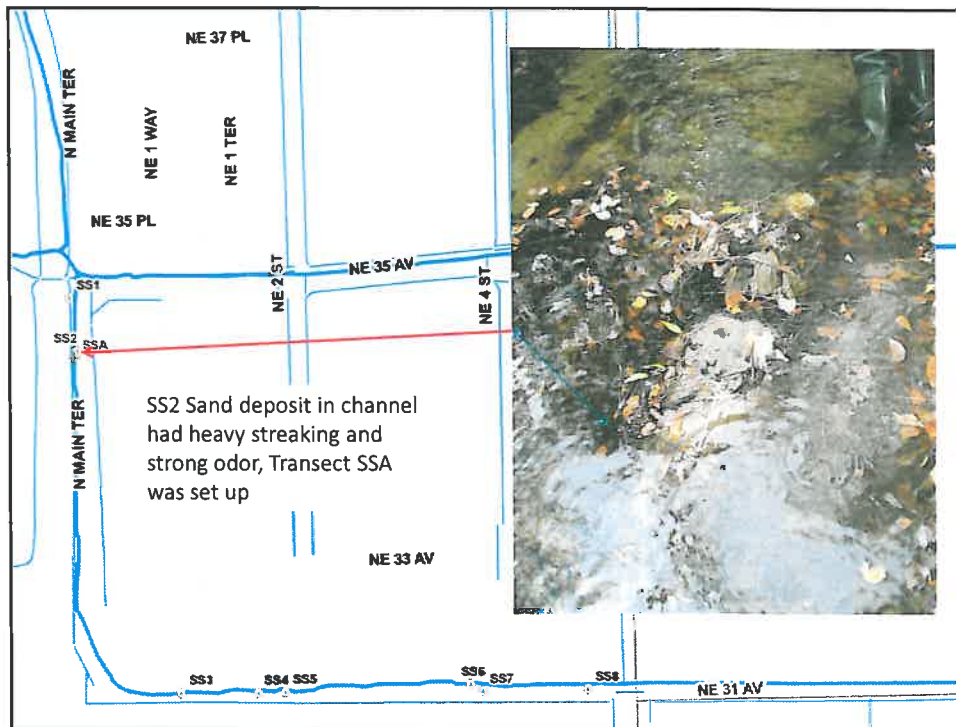 NE 37 PL
N MAIN TER
NE 1 WAY
NE 1 TER
NE 35 PL
NE 2 ST
NE 35 AV
NE 4 ST
SS1
SS2
SSA
SS2 Sand deposit in channel
had heavy streaking and
strong odor, Transect SSA
was set up
N MAIN TER
NE 33 AV
SS3
SS4
SS5
SS6
SS7
SS8
NE 31 AV